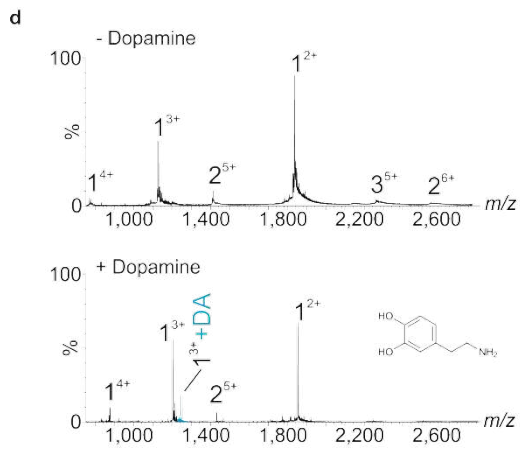 d
- Dopamine
100
%
0
1⁴⁺
1³⁺
2⁵⁺
1²⁺
3⁵⁺
2⁶⁺
1,000 1,400 1,800 2,200 2,600 m/z
+ Dopamine
100
%
0
1⁴⁺
1³⁺
1³⁺+DA
2⁵⁺
1²⁺
HO
HO
NH₂
1,000 1,400 1,800 2,200 2,600 m/z